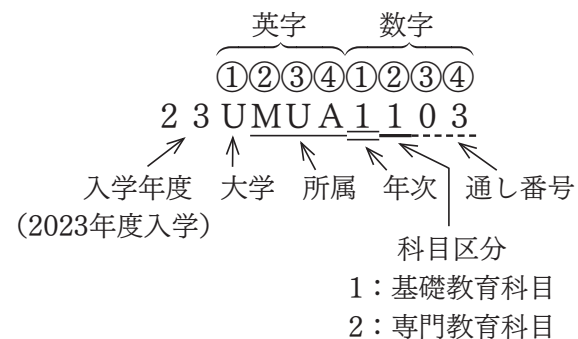 英字 数字
①②③④①②③④
23UMUA1103
入学年度 大学 所属 年次 通し番号
（2023年度入学）
科目区分
1：基礎教育科目
2：専門教育科目